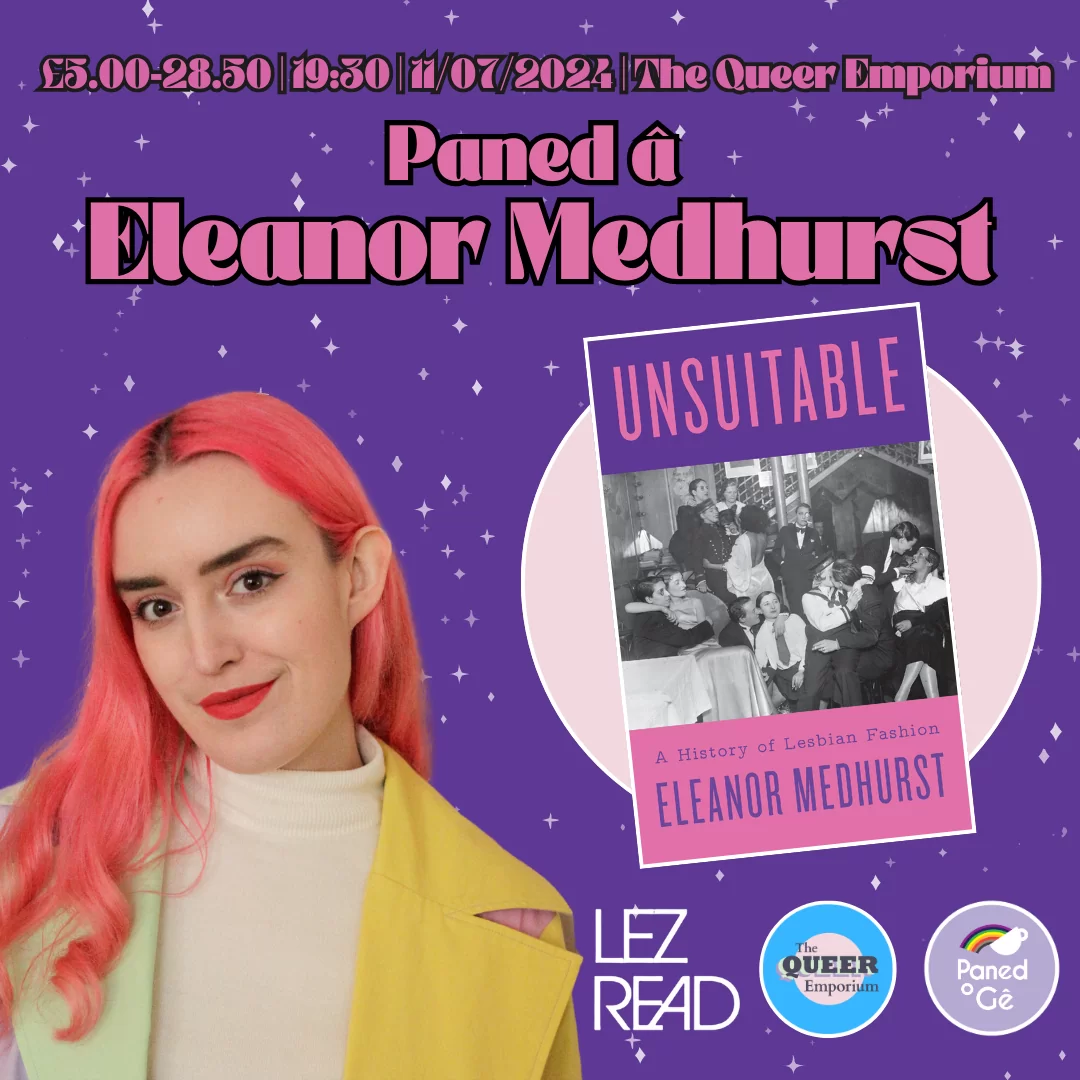 £5.00-28.50 | 19:30 | 11/07/2024 | The Queer Emporium
Paned â
Eleanor Medhurst
UNSUITABLE
A History of Lesbian Fashion
ELEANOR MEDHURST
LEZ
READ
The
QUEER
Emporium
Paned
o
Gê